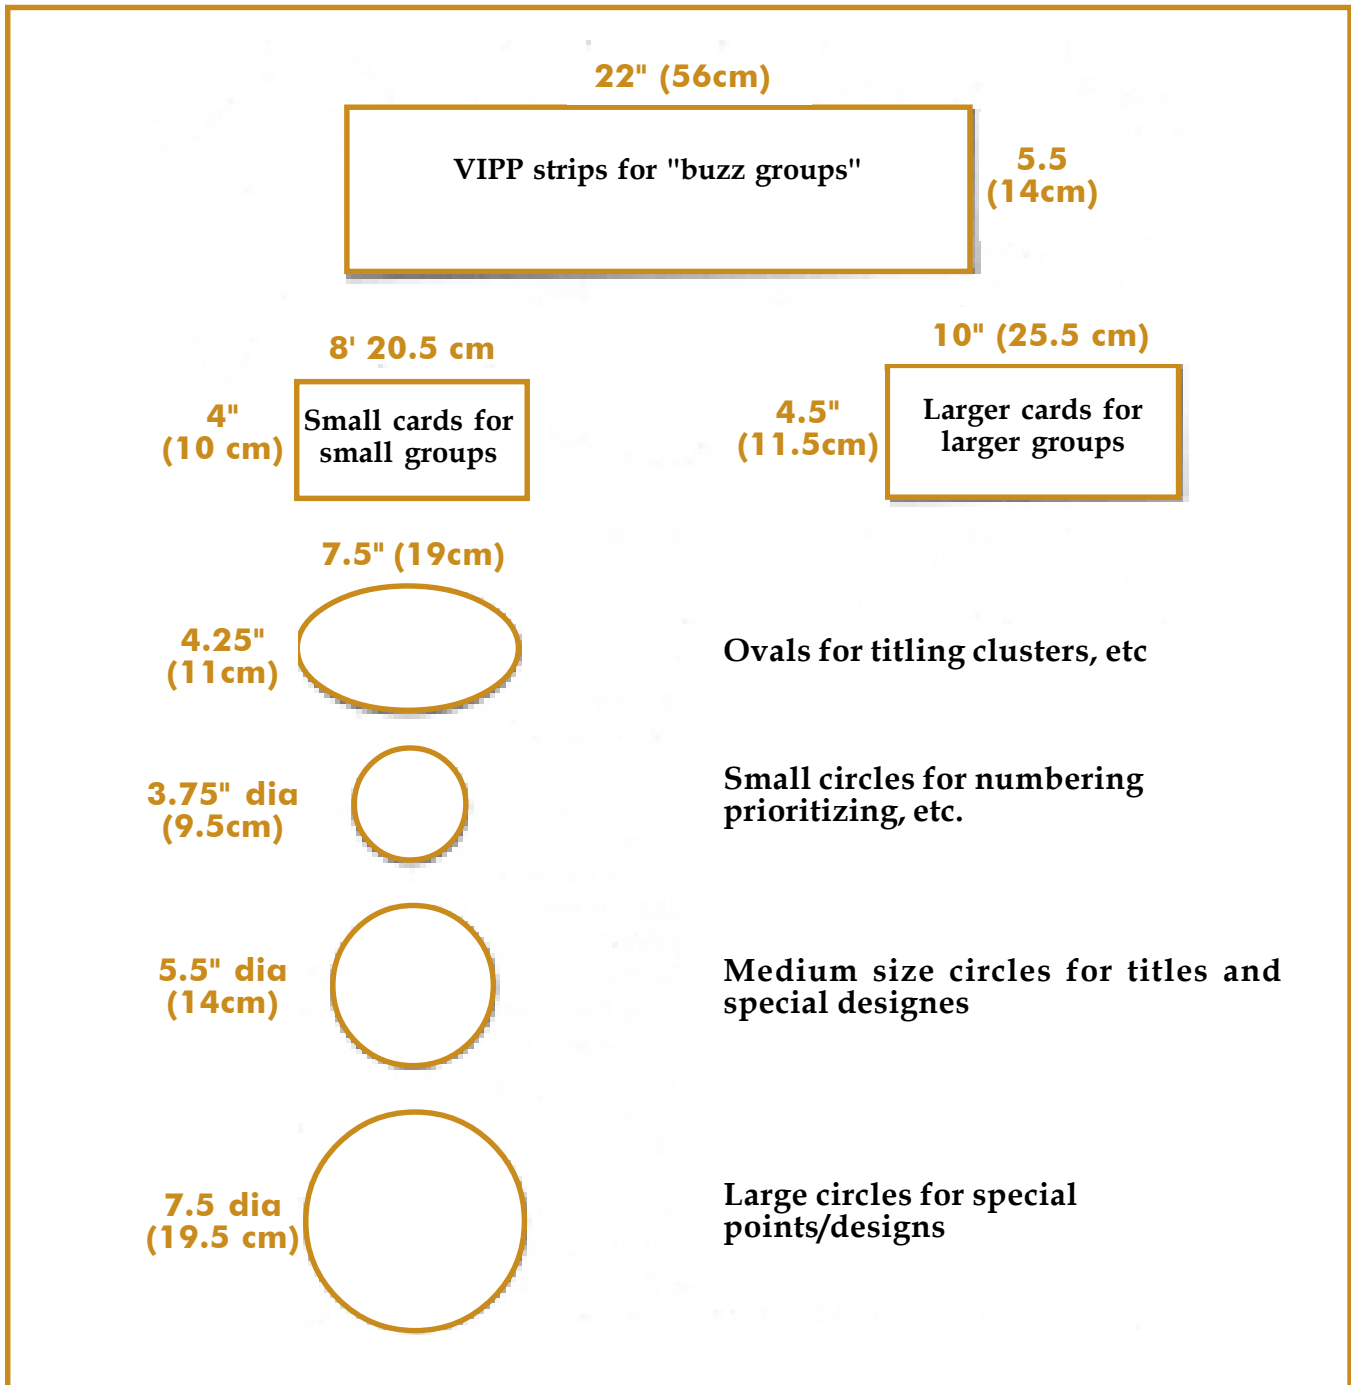 22" (56cm)
VIPP strips for "buzz groups"
5.5
(14cm)
8' 20.5 cm
4"
(10 cm)
Small cards for
small groups
10" (25.5 cm)
4.5"
(11.5cm)
Larger cards for
larger groups
7.5" (19cm)
4.25"
(11cm)
Ovals for titling clusters, etc
3.75" dia
(9.5cm)
Small circles for numbering
prioritizing, etc.
5.5" dia
(14cm)
Medium size circles for titles and
special designes
7.5 dia
(19.5 cm)
Large circles for special
points/designs